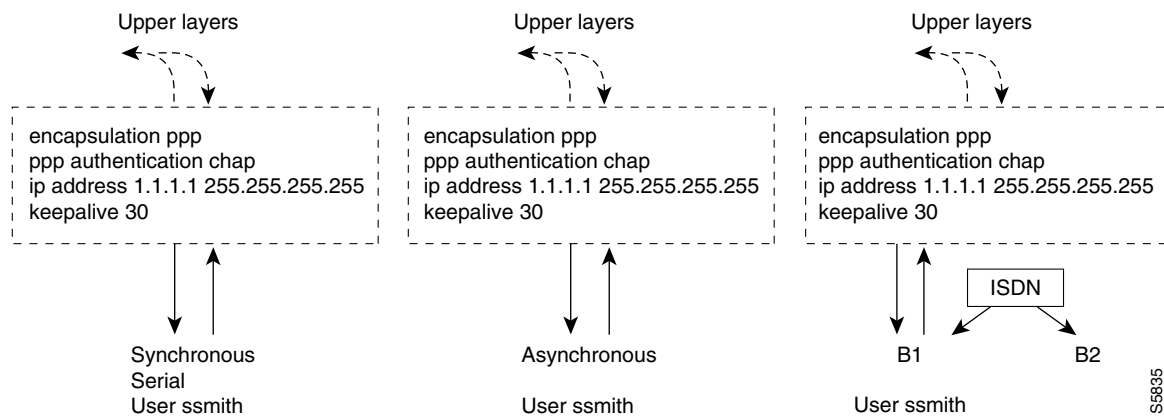 Upper layers
encapsulation ppp
ppp authentication chap
ip address 1.1.1.1 255.255.255.255
keepalive 30
Synchronous
Serial
User ssmith
Upper layers
encapsulation ppp
ppp authentication chap
ip address 1.1.1.1 255.255.255.255
keepalive 30
Asynchronous
User ssmith
Upper layers
encapsulation ppp
ppp authentication chap
ip address 1.1.1.1 255.255.255.255
keepalive 30
ISDN
B1
B2
User ssmith
S5835